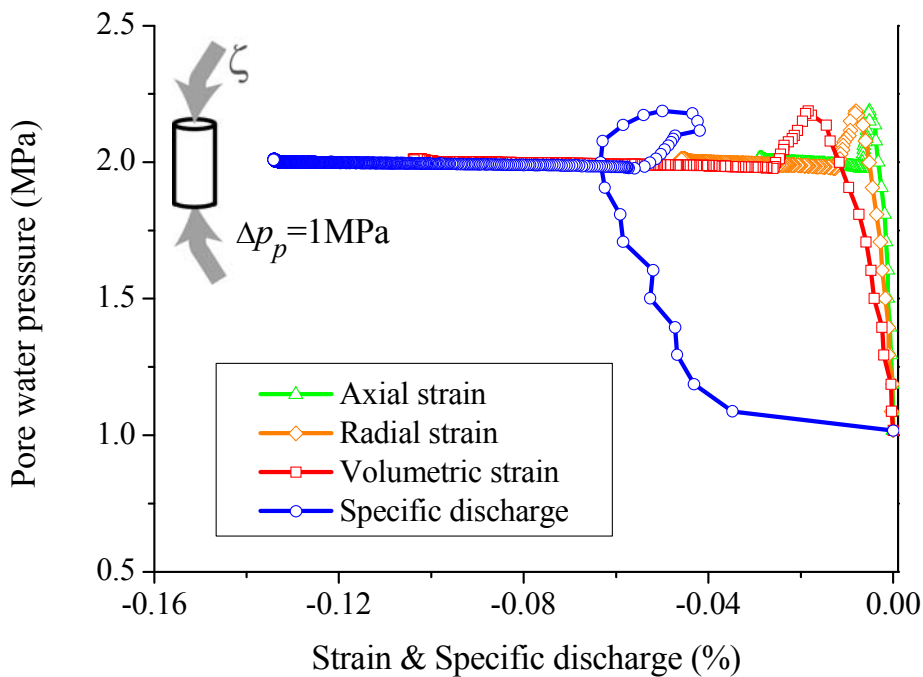 2.5
2.0
1.5
1.0
0.5
Pore water pressure (MPa)
ζ
Δp_p=1MPa
Axial strain
Radial strain
Volumetric strain
Specific discharge
-0.16 -0.12 -0.08 -0.04 0.00
Strain & Specific discharge (%)